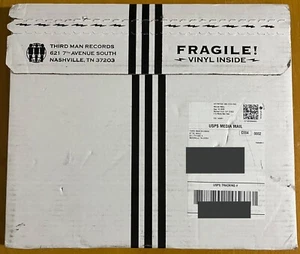 THIRD MAN RECORDS
621 7TH AVENUE SOUTH
NASHVILLE, TN 37203
FRAGILE!
VINYL INSIDE
USPS MEDIA MAIL
USPS TRACKING #